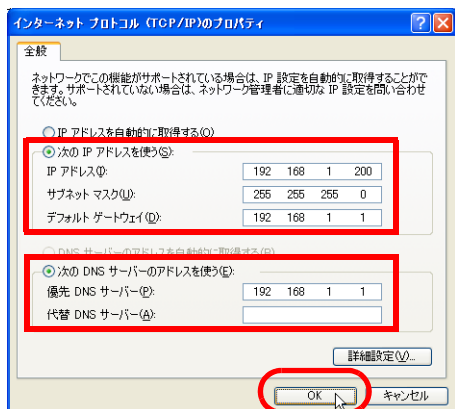 インターネット プロトコル (TCP/IP)のプロパティ
全般
ネットワークでこの機能がサポートされている場合は、IP 設定を自動的に取得することがで
きます。サポートされていない場合は、ネットワーク管理者に適切な IP 設定を問い合わせ
てください。
IP アドレスを自動的に取得する(O)
次の IP アドレスを使う(S):
IP アドレス(I): 192 168 1 200
サブネット マスク(U): 255 255 255 0
デフォルト ゲートウェイ(D): 192 168 1 1
DNS サーバーのアドレスを自動的に取得する(B)
次の DNS サーバーのアドレスを使う(E):
優先 DNS サーバー(P): 192 168 1 1
代替 DNS サーバー(A):
詳細設定(V)...
OK キャンセル